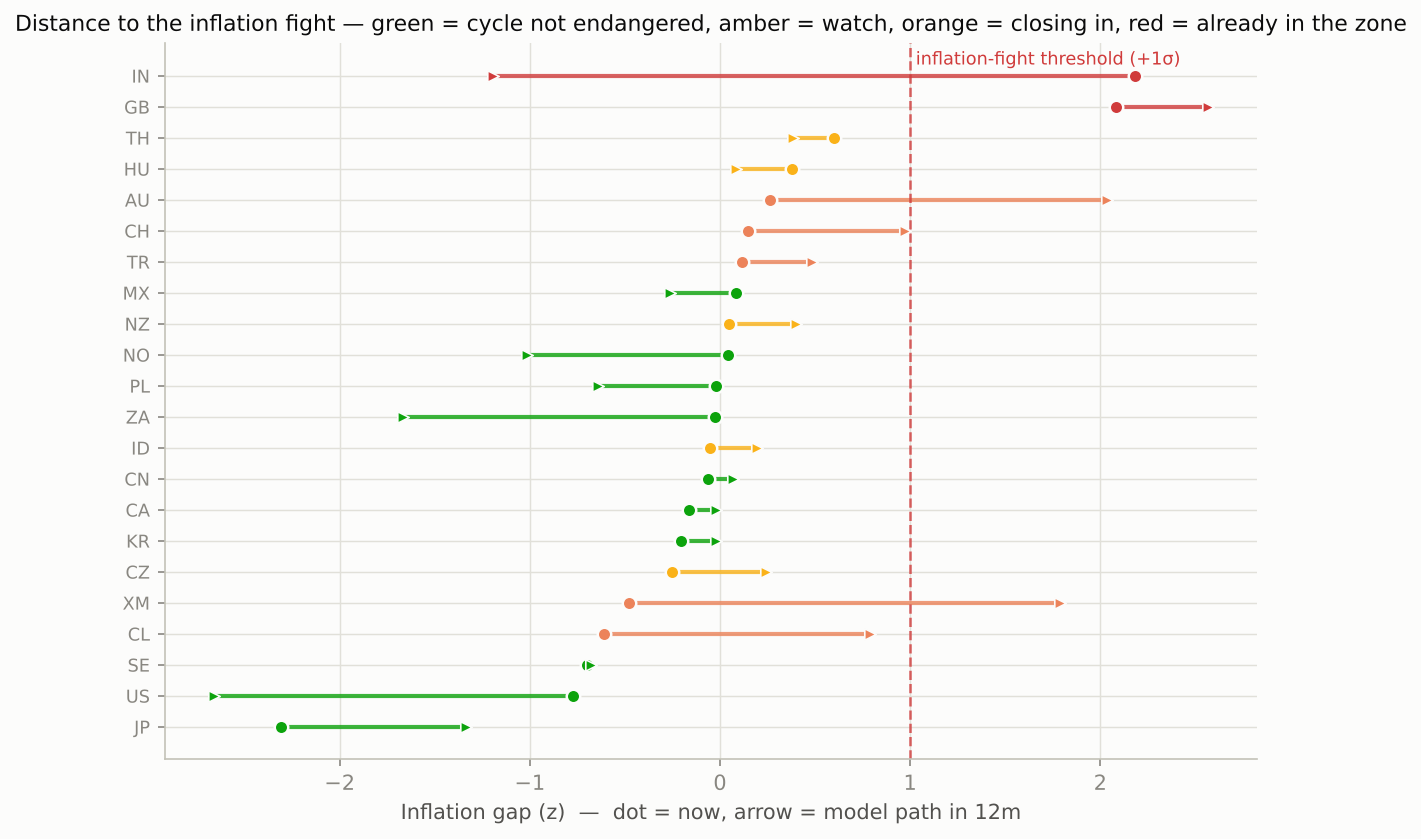 Distance to the inflation fight — green = cycle not endangered, amber = watch, orange = closing in, red = already in the zone
inflation-fight threshold (+1σ)
IN
GB
TH
HU
AU
CH
TR
MX
NZ
NO
PL
ZA
ID
CN
CA
KR
CZ
XM
CL
SE
US
JP
−2 −1 0 1 2
Inflation gap (z) — dot = now, arrow = model path in 12m